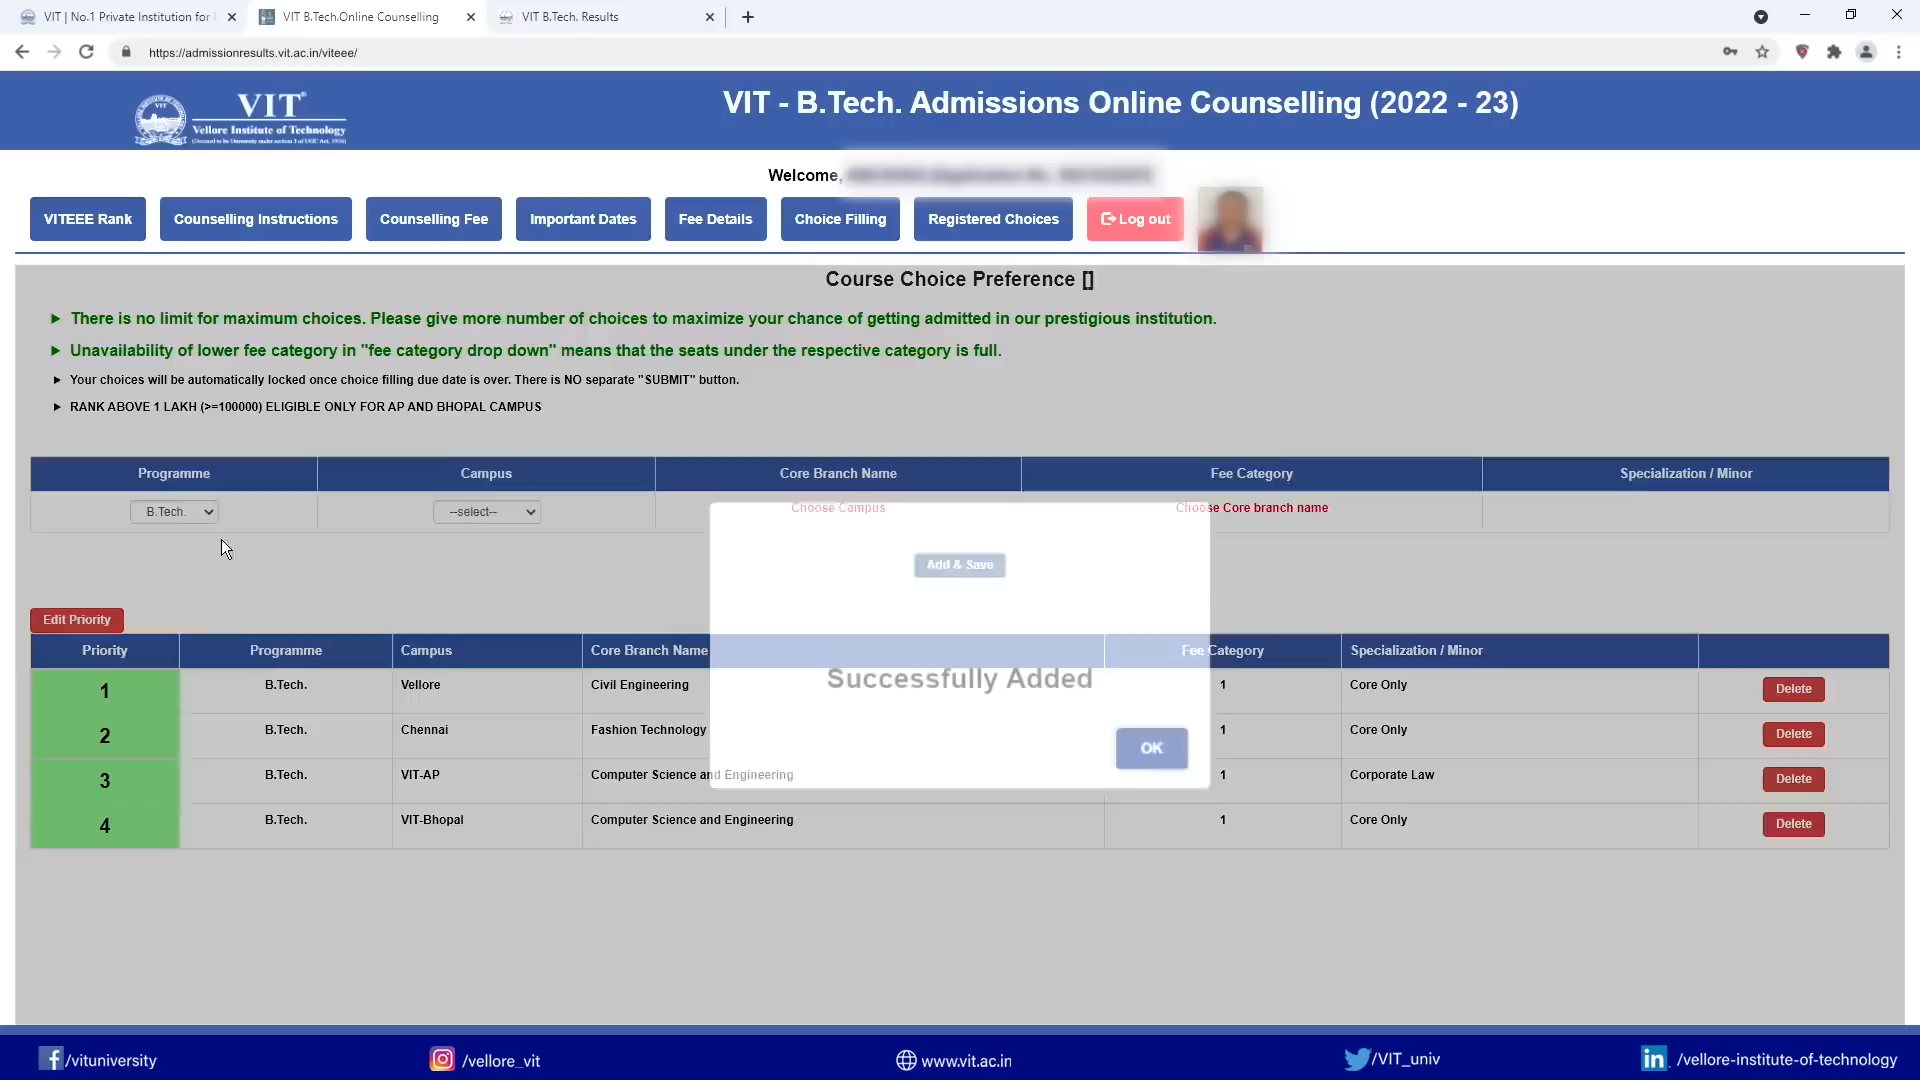 VIT | No.1 Private Institution for
VIT B.Tech.Online Counselling
VIT B.Tech. Results
https://admissionresults.vit.ac.in/viteee/
VIT
Vellore Institute of Technology
(Deemed to be University under section 3 of UGC Act, 1956)
VIT - B.Tech. Admissions Online Counselling (2022 - 23)
Welcome,
VITEEE Rank
Counselling Instructions
Counselling Fee
Important Dates
Fee Details
Choice Filling
Registered Choices
Log out
Course Choice Preference []
There is no limit for maximum choices. Please give more number of choices to maximize your chance of getting admitted in our prestigious institution.
Unavailability of lower fee category in "fee category drop down" means that the seats under the respective category is full.
Your choices will be automatically locked once choice filling due date is over. There is NO separate "SUBMIT" button.
RANK ABOVE 1 LAKH (>=100000) ELIGIBLE ONLY FOR AP AND BHOPAL CAMPUS
Programme Campus Core Branch Name Fee Category Specialization / Minor
B.Tech. --select-- Choose Campus Choose Core branch name
Add & Save
Edit Priority
Priority Programme Campus Core Branch Name Fee Category Specialization / Minor
1 B.Tech. Vellore Civil Engineering 1 Core Only Delete
Successfully Added
2 B.Tech. Chennai Fashion Technology 1 Core Only Delete
OK
3 B.Tech. VIT-AP Computer Science and Engineering 1 Corporate Law Delete
4 B.Tech. VIT-Bhopal Computer Science and Engineering 1 Core Only Delete
/vituniversity
/vellore_vit
www.vit.ac.in
/VIT_univ
/vellore-institute-of-technology